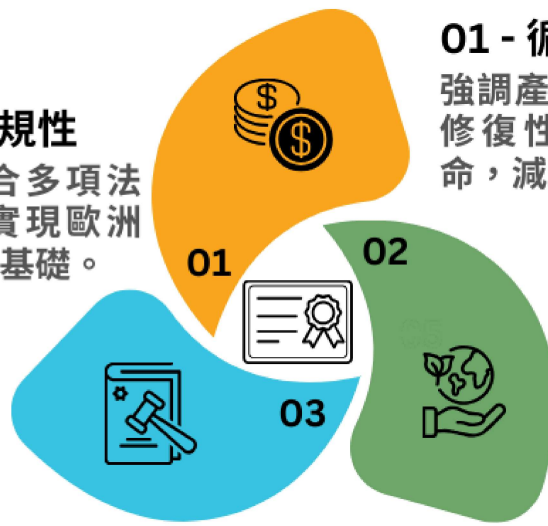 01 - 循
強調產
修復性
命，減
規性
合多項法
實現歐洲
基礎。
01
02
03
$
$